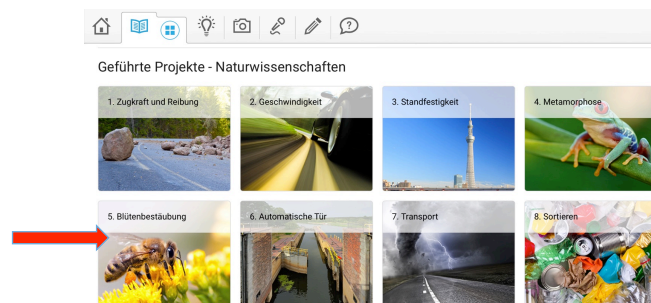 Geführte Projekte - Naturwissenschaften
1. Zugkraft und Reibung
2. Geschwindigkeit
3. Standfestigkeit
4. Metamorphose
5. Blütenbestäubung
6. Automatische Tür
7. Transport
8. Sortieren